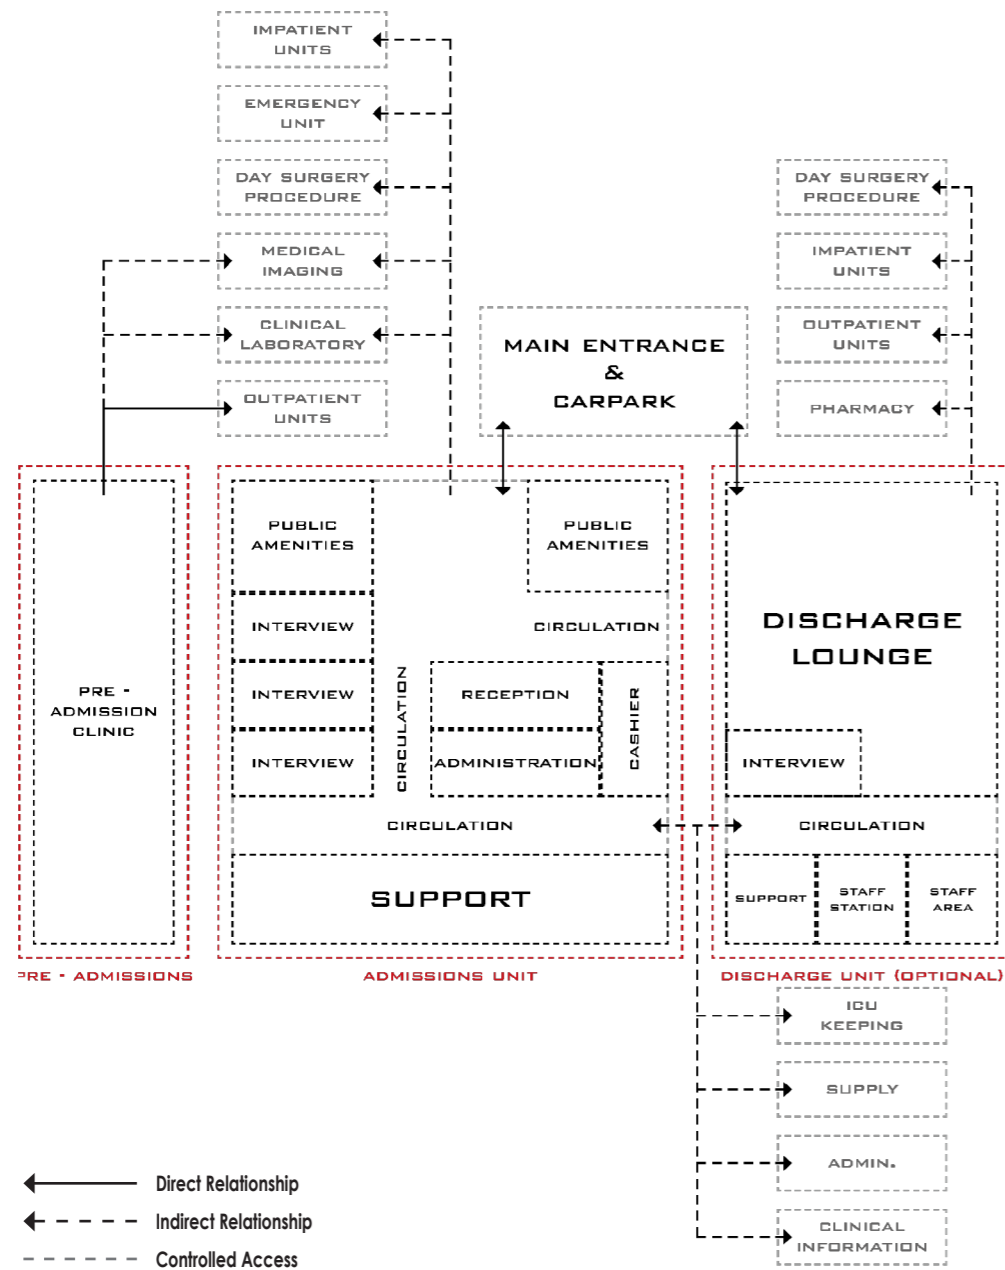 IMPATIENT
UNITS
EMERGENCY
UNIT
DAY SURGERY
PROCEDURE
MEDICAL
IMAGING
CLINICAL
LABORATORY
OUTPATIENT
UNITS
MAIN ENTRANCE
&
CARPARK
DAY SURGERY
PROCEDURE
IMPATIENT
UNITS
OUTPATIENT
UNITS
PHARMACY
PRE -
ADMISSION
CLINIC
PUBLIC
AMENITIES
PUBLIC
AMENITIES
INTERVIEW
CIRCULATION
INTERVIEW
CIRCULATION
RECEPTION
CASHIER
INTERVIEW
ADMINISTRATION
CIRCULATION
SUPPORT
DISCHARGE
LOUNGE
INTERVIEW
CIRCULATION
SUPPORT
STAFF
STATION
STAFF
AREA
PRE - ADMISSIONS
ADMISSIONS UNIT
DISCHARGE UNIT (OPTIONAL)
ICU
KEEPING
SUPPLY
ADMIN.
CLINICAL
INFORMATION
Direct Relationship
Indirect Relationship
Controlled Access